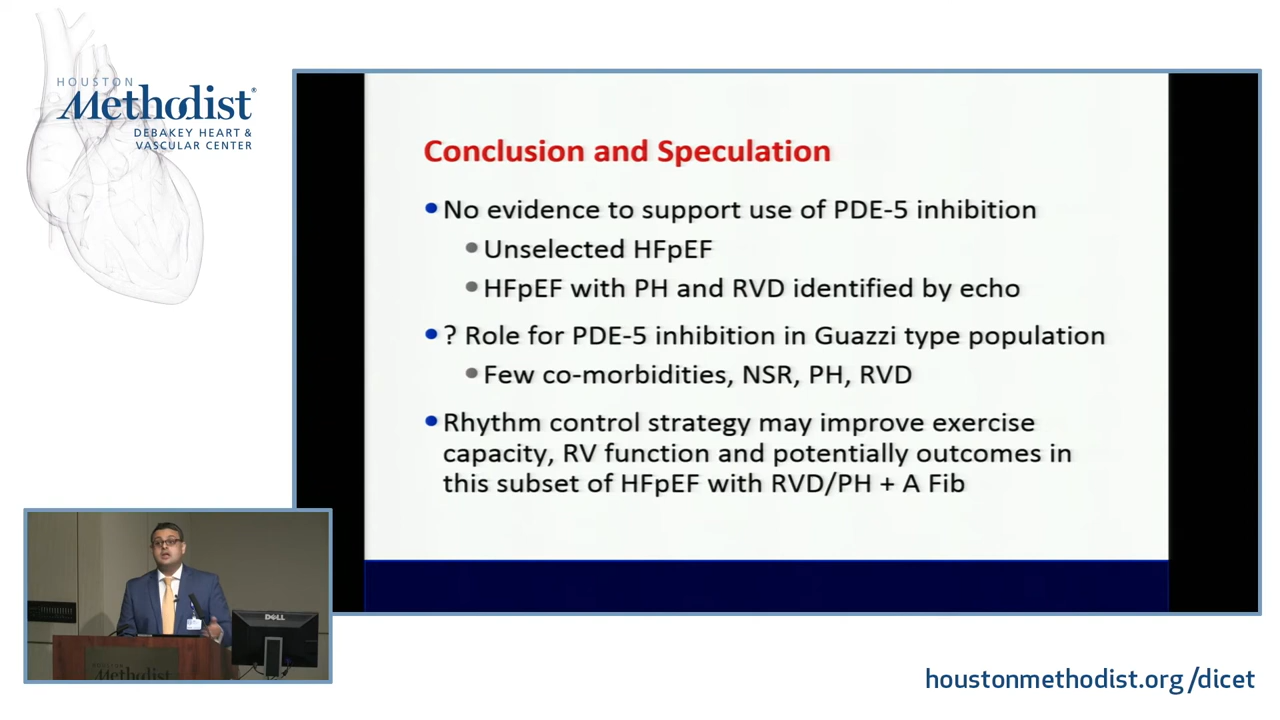 HOUSTON
Methodist®
DEBAKEY HEART &
VASCULAR CENTER
Conclusion and Speculation
•No evidence to support use of PDE-5 inhibition
•Unselected HFpEF
•HFpEF with PH and RVD identified by echo
•? Role for PDE-5 inhibition in Guazzi type population
•Few co-morbidities, NSR, PH, RVD
•Rhythm control strategy may improve exercise
capacity, RV function and potentially outcomes in
this subset of HFpEF with RVD/PH + A Fib
DELL
HOUSTON
Methodist
houstonmethodist.org/dicet